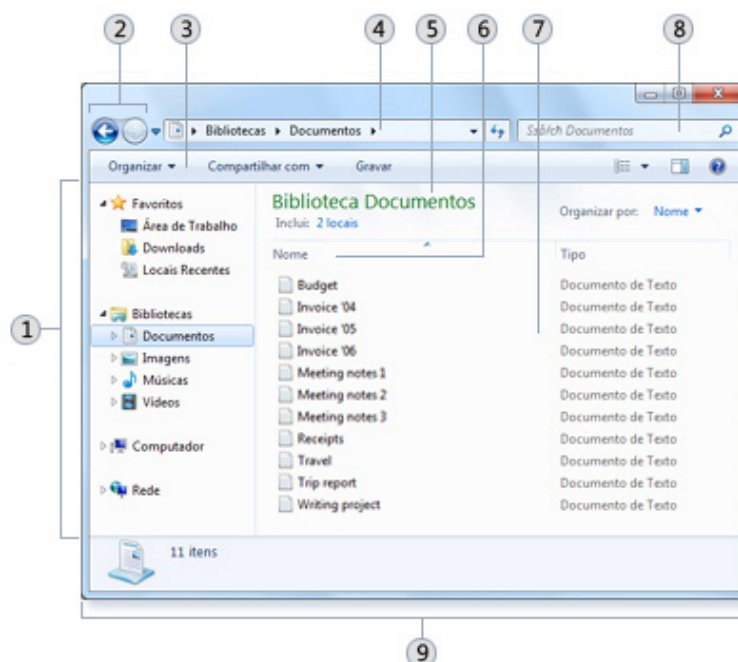 2 3 4 5 6 7 8
Bibliotecas Documentos
Documentos
Organizar Compartilhar com Gravar
1
Favoritos
Área de Trabalho
Downloads
Locais Recentes
Bibliotecas
Documentos
Imagens
Músicas
Vídeos
Computador
Rede
Biblioteca Documentos
Inclui: 2 locais
Organizar por: Nome
Nome Tipo
Budget Documento de Texto
Invoice '04 Documento de Texto
Invoice '05 Documento de Texto
Invoice '06 Documento de Texto
Meeting notes 1 Documento de Texto
Meeting notes 2 Documento de Texto
Meeting notes 3 Documento de Texto
Receipts Documento de Texto
Travel Documento de Texto
Trip report Documento de Texto
Writing project Documento de Texto
11 itens
9